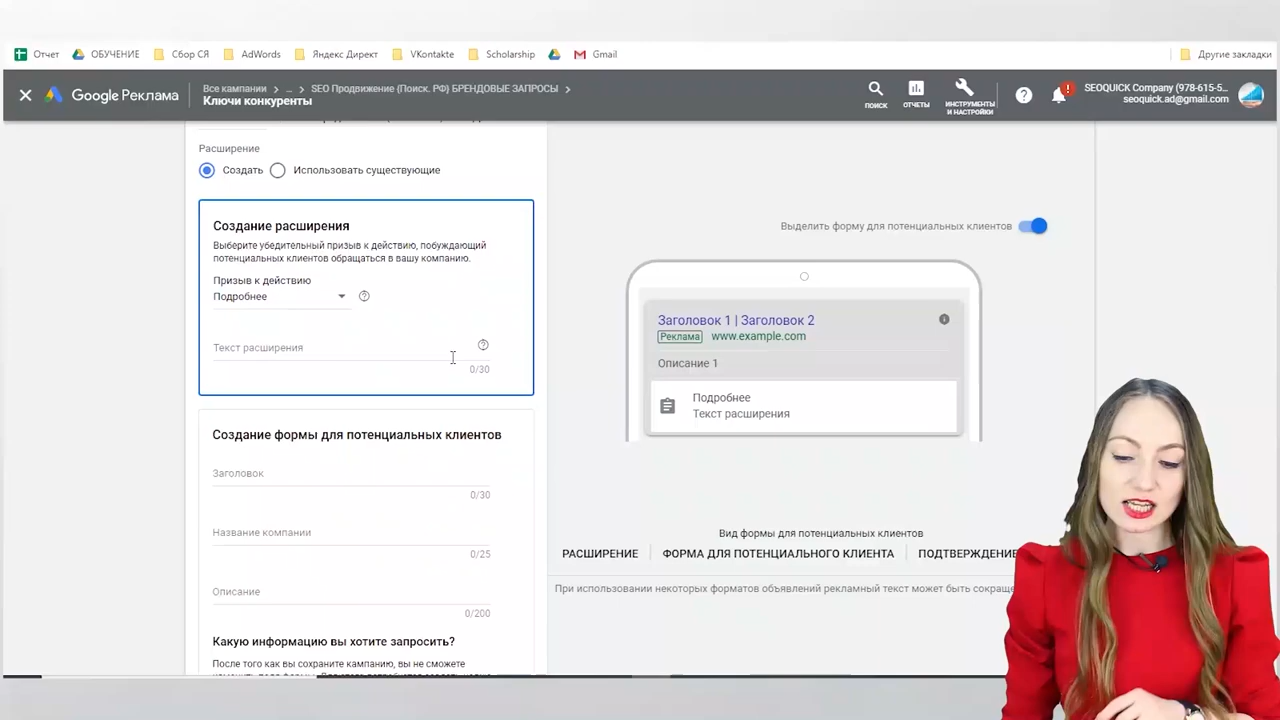 Отчет
ОБУЧЕНИЕ
Сбор СЯ
AdWords
Яндекс Директ
VKontakte
Scholarship
Gmail
Другие закладки
Google Реклама
Все кампании > ... > SEO Продвижение (Поиск. РФ) БРЕНДОВЫЕ ЗАПРОСЫ >
Ключи конкуренты
ПОИСК
ОТЧЕТЫ
ИНСТРУМЕНТЫ
И НАСТРОЙКИ
SEOQUICK Company (978-615-5...
seoquick.ad@gmail.com
Расширение
Создать
Использовать существующие
Создание расширения
Выберите убедительный призыв к действию, побуждающий
потенциальных клиентов обращаться в вашу компанию.
Призыв к действию
Подробнее
Текст расширения
0/30
Создание формы для потенциальных клиентов
Заголовок
0/30
Название компании
0/25
Описание
0/200
Какую информацию вы хотите запросить?
После того как вы сохраните кампанию, вы не сможете
Выделить форму для потенциальных клиентов
Заголовок 1 | Заголовок 2
Реклама www.example.com
Описание 1
Подробнее
Текст расширения
Вид формы для потенциальных клиентов
РАСШИРЕНИЕ
ФОРМА ДЛЯ ПОТЕНЦИАЛЬНОГО КЛИЕНТА
ПОДТВЕРЖДЕНИЕ
При использовании некоторых форматов объявлений рекламный текст может быть сокраще